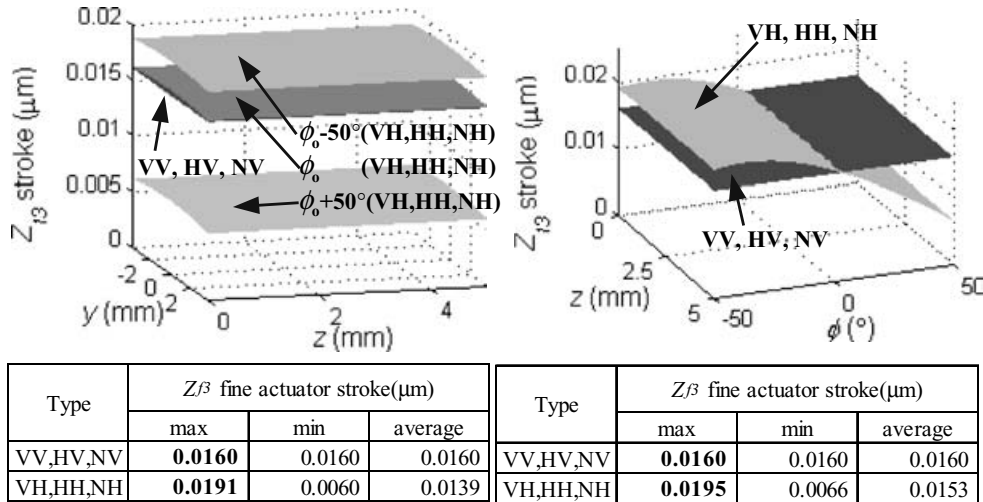 0.02
0.015
0.01
0.005
0
Z13 stroke (μm)
VV, HV, NV
ϕo-50°(VH,HH,NH)
ϕo (VH,HH,NH)
ϕo+50°(VH,HH,NH)
-2
0
2
y (mm)
0
2
4
z (mm)
VH, HH, NH
0.02
0.01
0
Z13 stroke (μm)
VV, HV, NV
0
2.5
5
z (mm)
-50
0
50
ϕ (°)
Type
Zf3 fine actuator stroke(μm)
max min average
VV,HV,NV 0.0160 0.0160 0.0160
VH,HH,NH 0.0191 0.0060 0.0139
Type
Zf3 fine actuator stroke(μm)
max min average
VV,HV,NV 0.0160 0.0160 0.0160
VH,HH,NH 0.0195 0.0066 0.0153